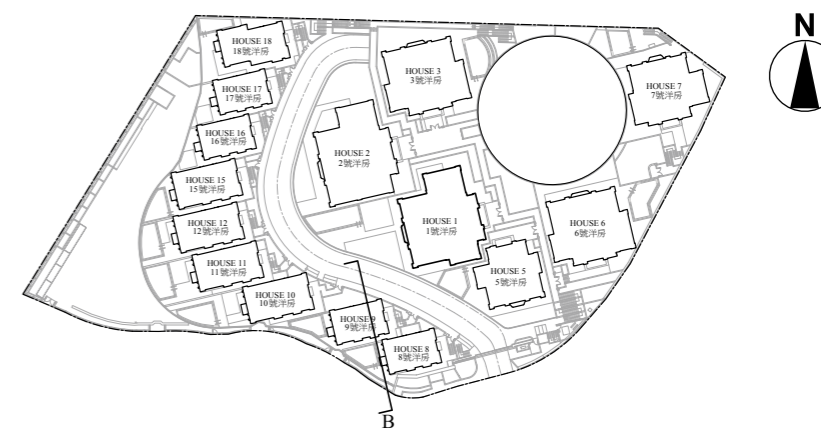 N
HOUSE 18
18號洋房
HOUSE 17
17號洋房
HOUSE 16
16號洋房
HOUSE 15
15號洋房
HOUSE 12
12號洋房
HOUSE 11
11號洋房
HOUSE 10
10號洋房
HOUSE 9
9號洋房
HOUSE 8
8號洋房
HOUSE 3
3號洋房
HOUSE 2
2號洋房
HOUSE 1
1號洋房
HOUSE 5
5號洋房
HOUSE 6
6號洋房
HOUSE 7
7號洋房
B